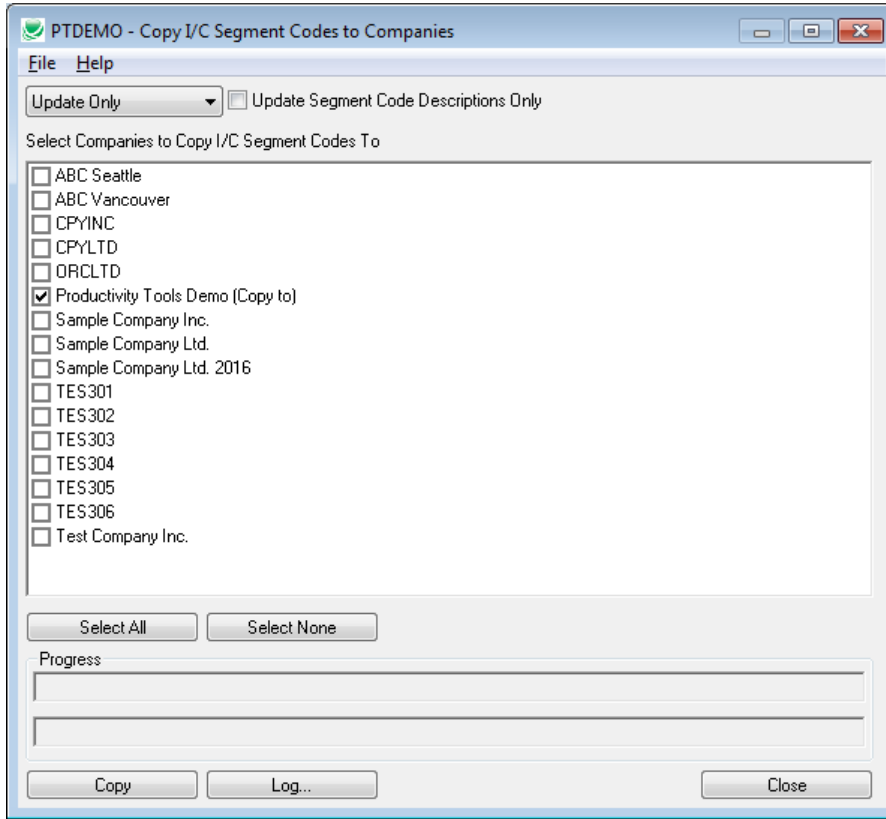 PTDEMO - Copy I/C Segment Codes to Companies
File Help
Update Only Update Segment Code Descriptions Only
Select Companies to Copy I/C Segment Codes To
ABC Seattle
ABC Vancouver
CPYINC
CPYLTD
ORCLTD
Productivity Tools Demo (Copy to)
Sample Company Inc.
Sample Company Ltd.
Sample Company Ltd. 2016
TES301
TES302
TES303
TES304
TES305
TES306
Test Company Inc.
Select All Select None
Progress
Copy Log... Close